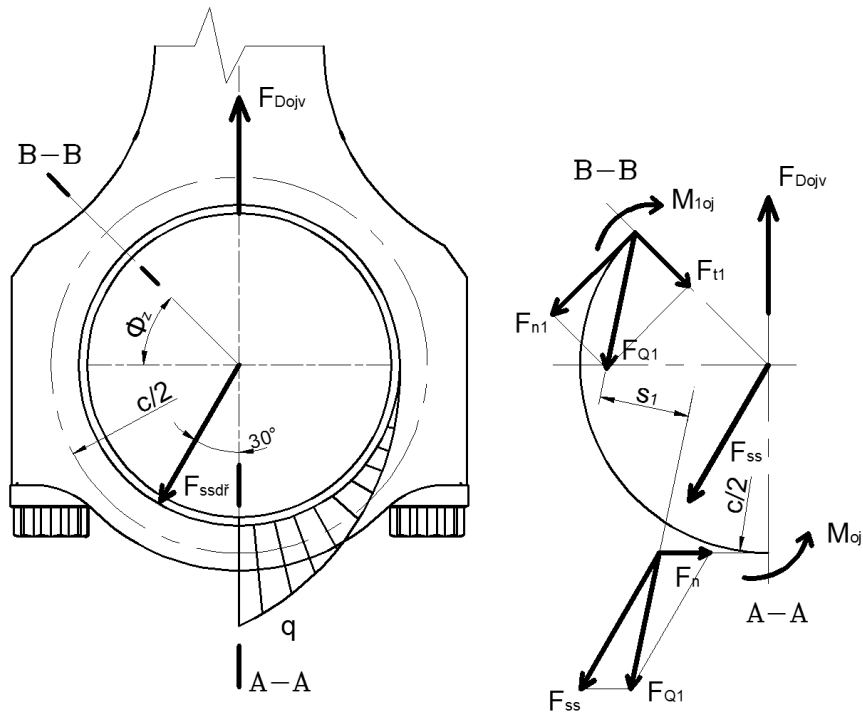 F_Dojv
B–B
Φ_z
c/2
30°
F_ssdř
q
A–A
B–B
M_1oj
F_Dojv
F_t1
F_n1
F_Q1
s_1
F_ss
c/2
M_oj
F_n
A–A
F_ss
F_Q1